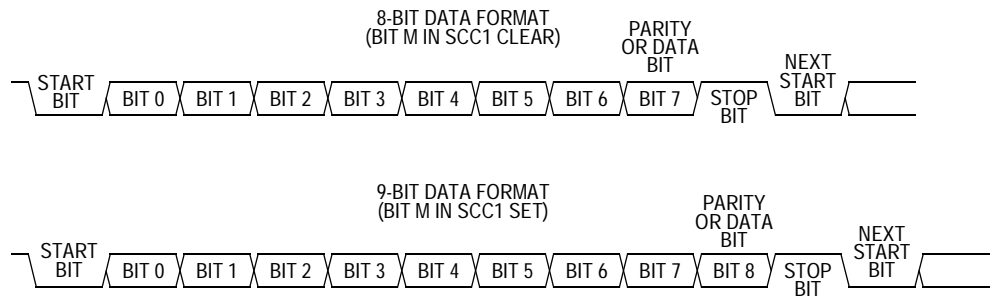 8-BIT DATA FORMAT
(BIT M IN SCC1 CLEAR)
PARITY
OR DATA
BIT
NEXT
START
BIT
START
BIT
BIT 0 BIT 1 BIT 2 BIT 3 BIT 4 BIT 5 BIT 6 BIT 7
STOP
BIT
9-BIT DATA FORMAT
(BIT M IN SCC1 SET)
PARITY
OR DATA
BIT
NEXT
START
BIT
START
BIT
BIT 0 BIT 1 BIT 2 BIT 3 BIT 4 BIT 5 BIT 6 BIT 7 BIT 8
STOP
BIT